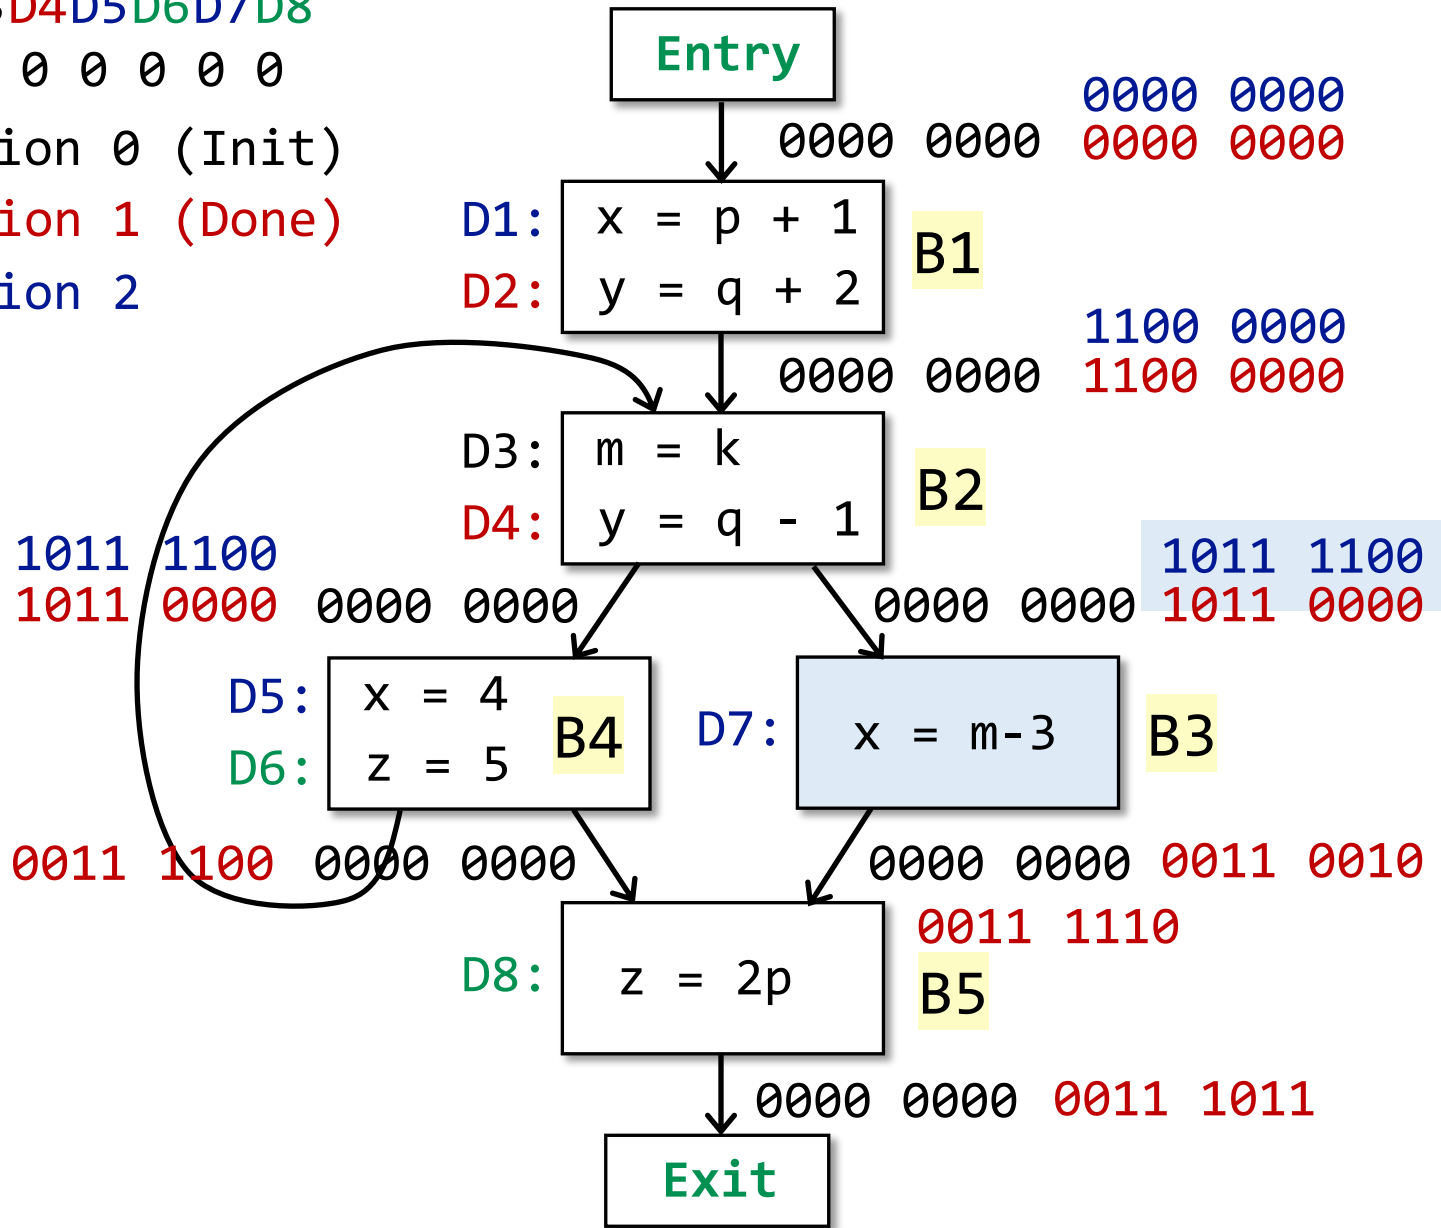 D4D5D6D7D8
0 0 0 0 0
ion 0 (Init)
ion 1 (Done)
ion 2
Entry
0000 0000
0000 0000 0000 0000
D1: x = p + 1
D2: y = q + 2
B1
1100 0000
0000 0000 1100 0000
D3: m = k
D4: y = q - 1
B2
1011 1100
1011 0000 0000 0000
1011 1100
0000 0000 1011 0000
D5: x = 4
D6: z = 5
B4
D7: x = m-3
B3
0011 1100 0000 0000
0000 0000 0011 0010
0011 1110
D8: z = 2p
B5
0000 0000 0011 1011
Exit